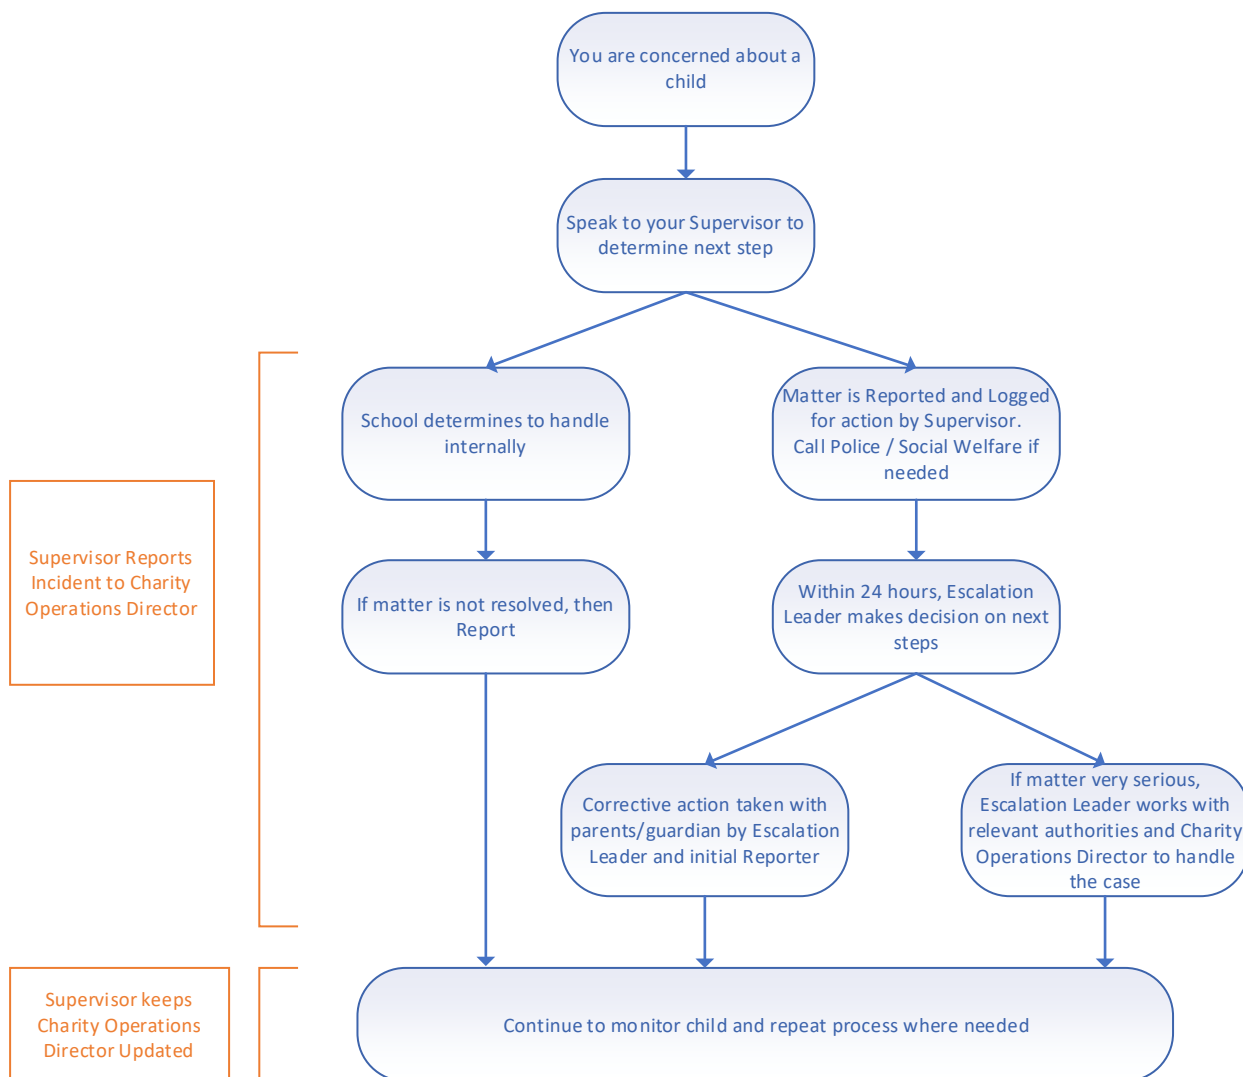 You are concerned about a
child
Speak to your Supervisor to
determine next step
School determines to handle
internally
Matter is Reported and Logged
for action by Supervisor.
Call Police / Social Welfare if
needed
Supervisor Reports
Incident to Charity
Operations Director
If matter is not resolved, then
Report
Within 24 hours, Escalation
Leader makes decision on next
steps
Corrective action taken with
parents/guardian by Escalation
Leader and initial Reporter
If matter very serious,
Escalation Leader works with
relevant authorities and Charity
Operations Director to handle
the case
Supervisor keeps
Charity Operations
Director Updated
Continue to monitor child and repeat process where needed